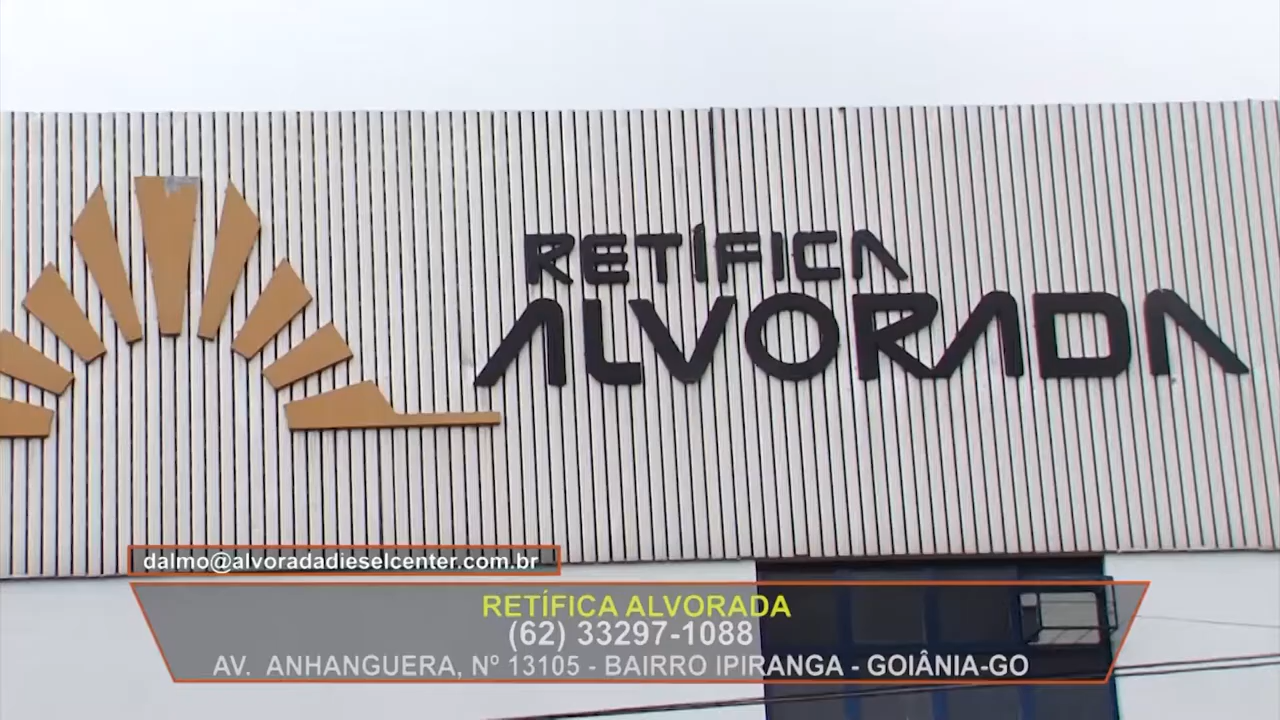 RETÍFICA
ALVORADA
dalmo@alvoradadieselcenter.com.br
RETÍFICA ALVORADA
(62) 33297-1088
AV. ANHANGUERA, Nº 13105 - BAIRRO IPIRANGA - GOIÂNIA-GO